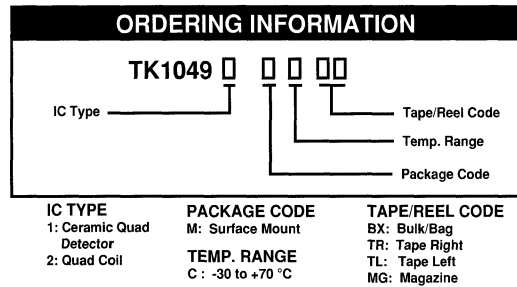 ORDERING INFORMATION
TK1049 □ □ □ □□
IC Type
Tape/Reel Code
Temp. Range
Package Code
IC TYPE
1: Ceramic Quad
Detector
2: Quad Coil
PACKAGE CODE
M: Surface Mount
TEMP. RANGE
C : -30 to +70 °C
TAPE/REEL CODE
BX: Bulk/Bag
TR: Tape Right
TL: Tape Left
MG: Magazine